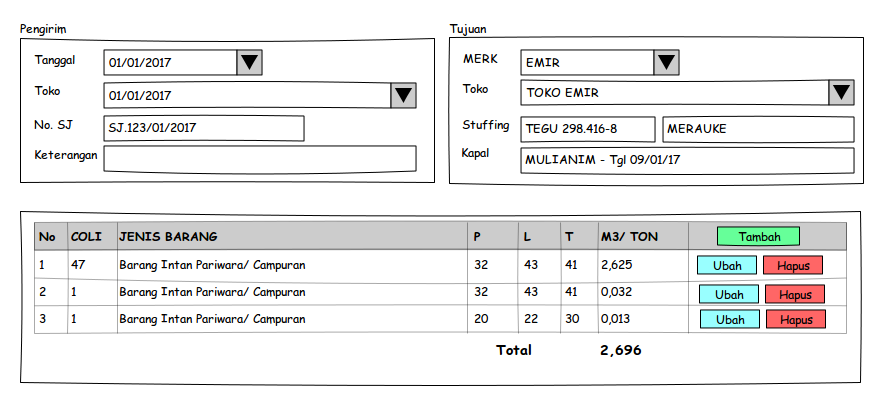 Pengirim
Tanggal 01/01/2017
Toko 01/01/2017
No. SJ SJ.123/01/2017
Keterangan
Tujuan
MERK EMIR
Toko TOKO EMIR
Stuffing TEGU 298.416-8 MERAUKE
Kapal MULIANIM - Tgl 09/01/17
No COLI JENIS BARANG P L T M3/ TON Tambah
1 47 Barang Intan Pariwara/ Campuran 32 43 41 2,625 Ubah Hapus
2 1 Barang Intan Pariwara/ Campuran 32 43 41 0,032 Ubah Hapus
3 1 Barang Intan Pariwara/ Campuran 20 22 30 0,013 Ubah Hapus
Total 2,696